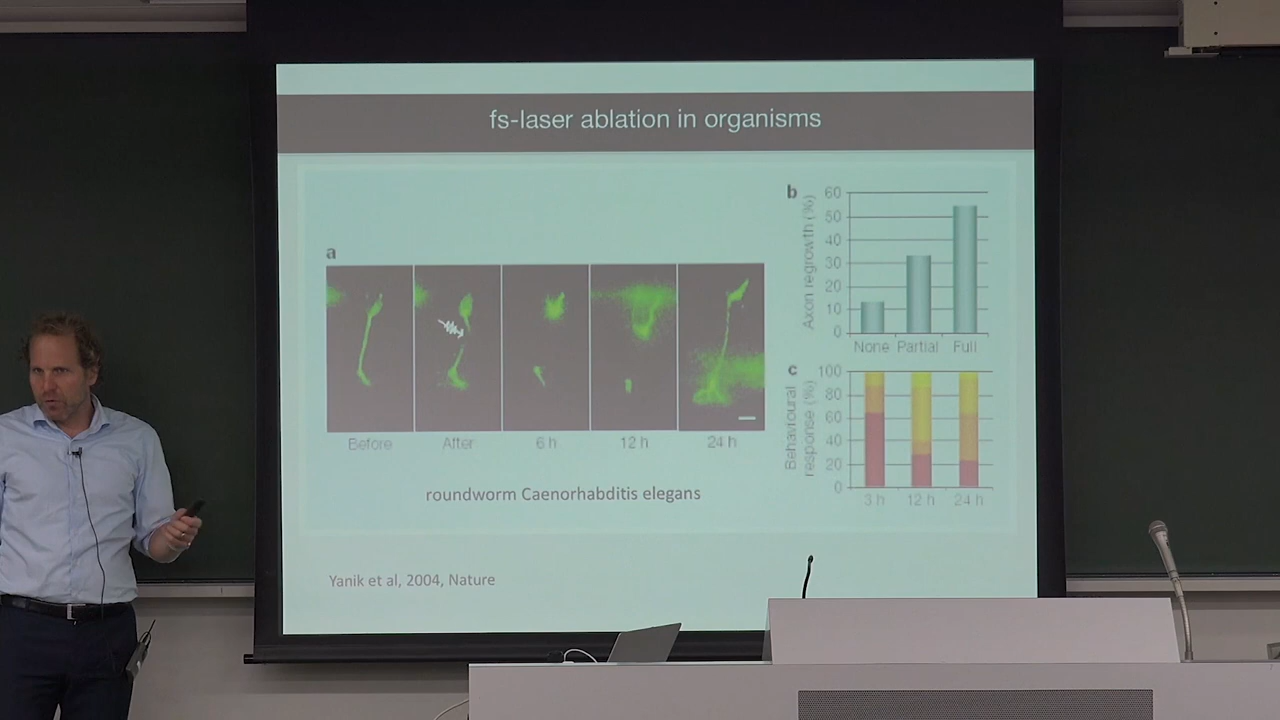 fs-laser ablation in organisms
a
Before After 6 h 12 h 24 h
roundworm Caenorhabditis elegans
Yanik et al, 2004, Nature
b
Axon regrowth (%)
60
50
40
30
20
10
0
None Partial Full
c
Behavioural
response (%)
100
80
60
40
20
0
3 h 12 h 24 h